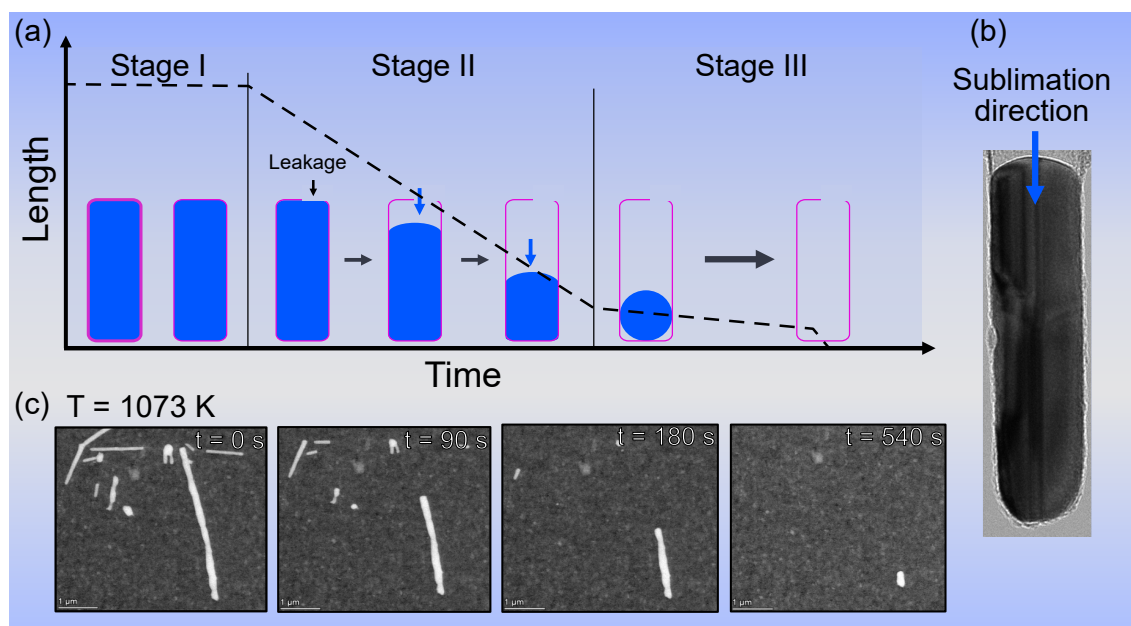 (a)
Stage I
Stage II
Stage III
Leakage
Length
Time
(b)
Sublimation
direction
(c) T = 1073 K
t = 0 s
t = 90 s
t = 180 s
t = 540 s
1 µm
1 µm
1 µm
1 µm